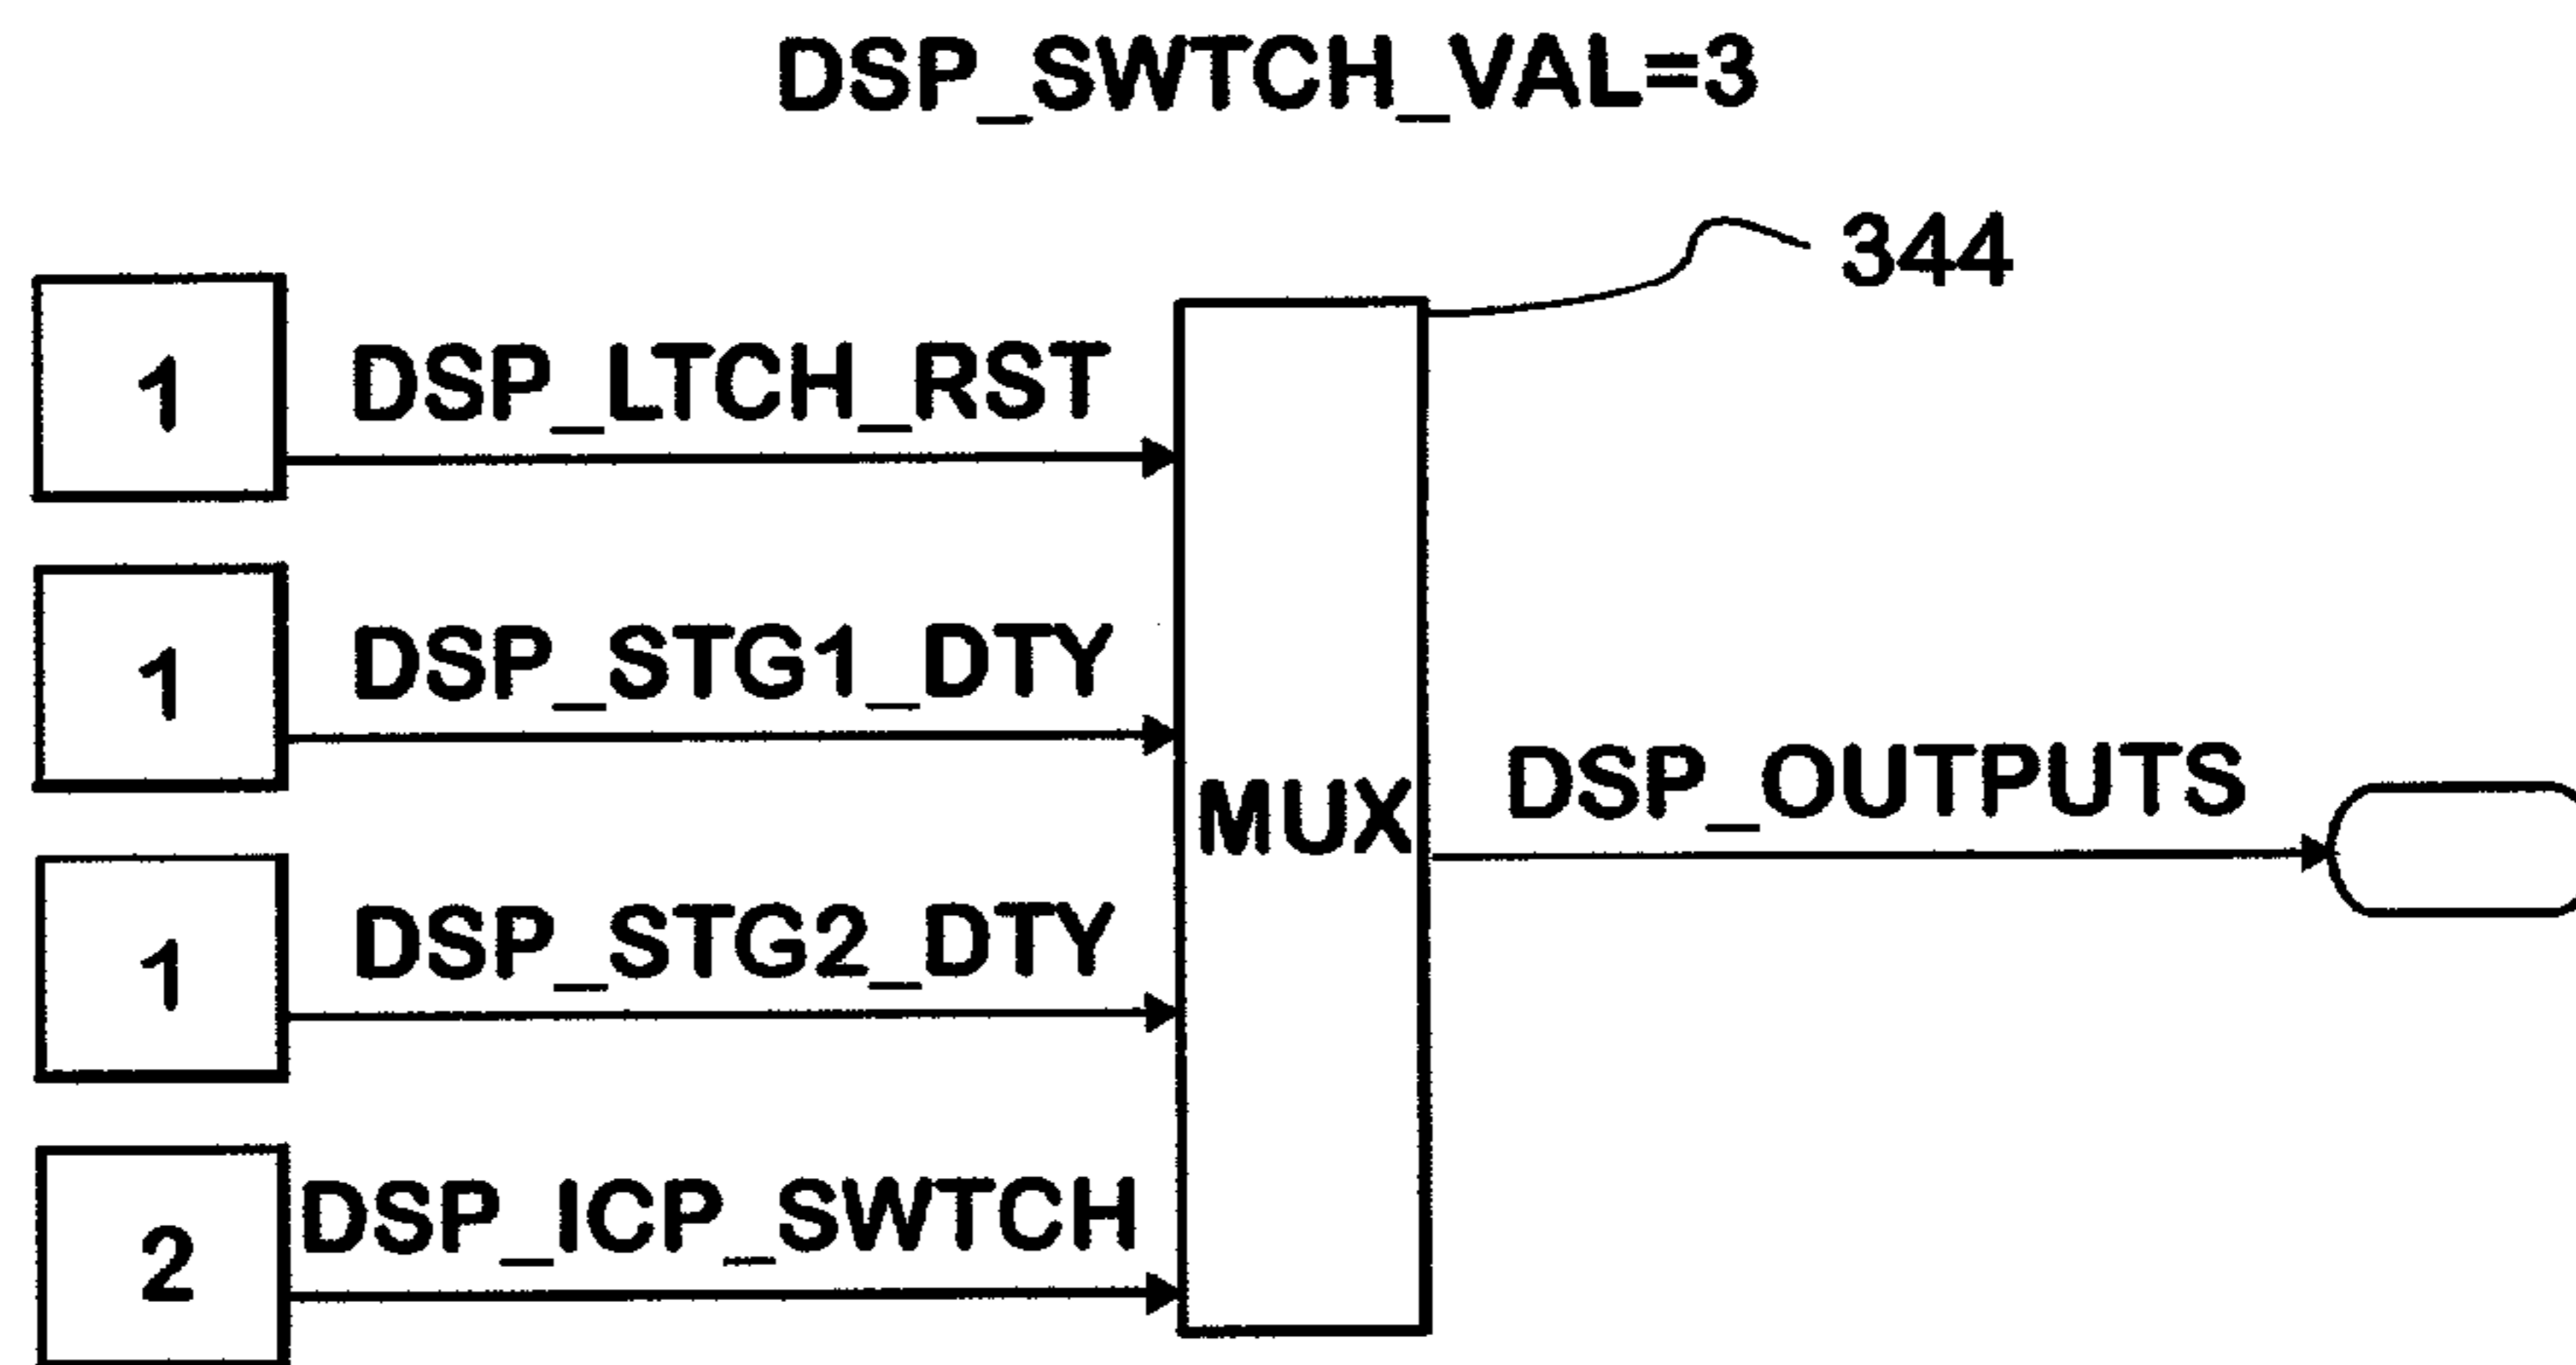 DSP_SWTCH_VAL=3
344
1
DSP_LTCH_RST
1
DSP_STG1_DTY
MUX
DSP_OUTPUTS
1
DSP_STG2_DTY
2
DSP_ICP_SWTCH